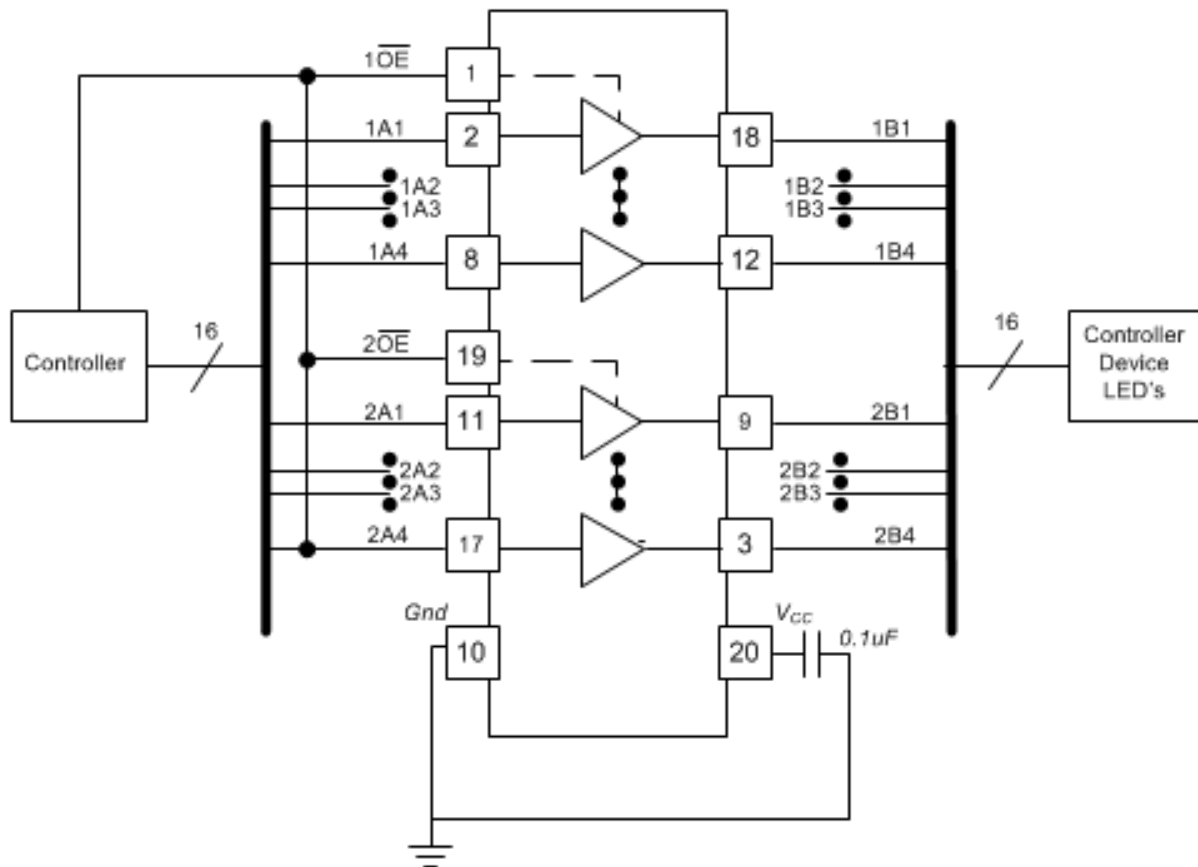 1O̅E̅
1
1A1
2
18
1B1
1A2
1A3
1B2
1B3
1A4
8
12
1B4
2O̅E̅
19
Controller
16
16
Controller
Device
LED's
2A1
11
9
2B1
2A2
2A3
2B2
2B3
2A4
17
3
2B4
Gnd
10
VCC
20
0.1uF